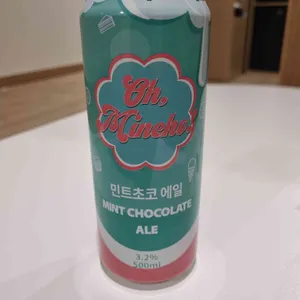 Oh,
Mincho!
민트초코 에일
MINT CHOCOLATE
ALE
3.2%
500ml